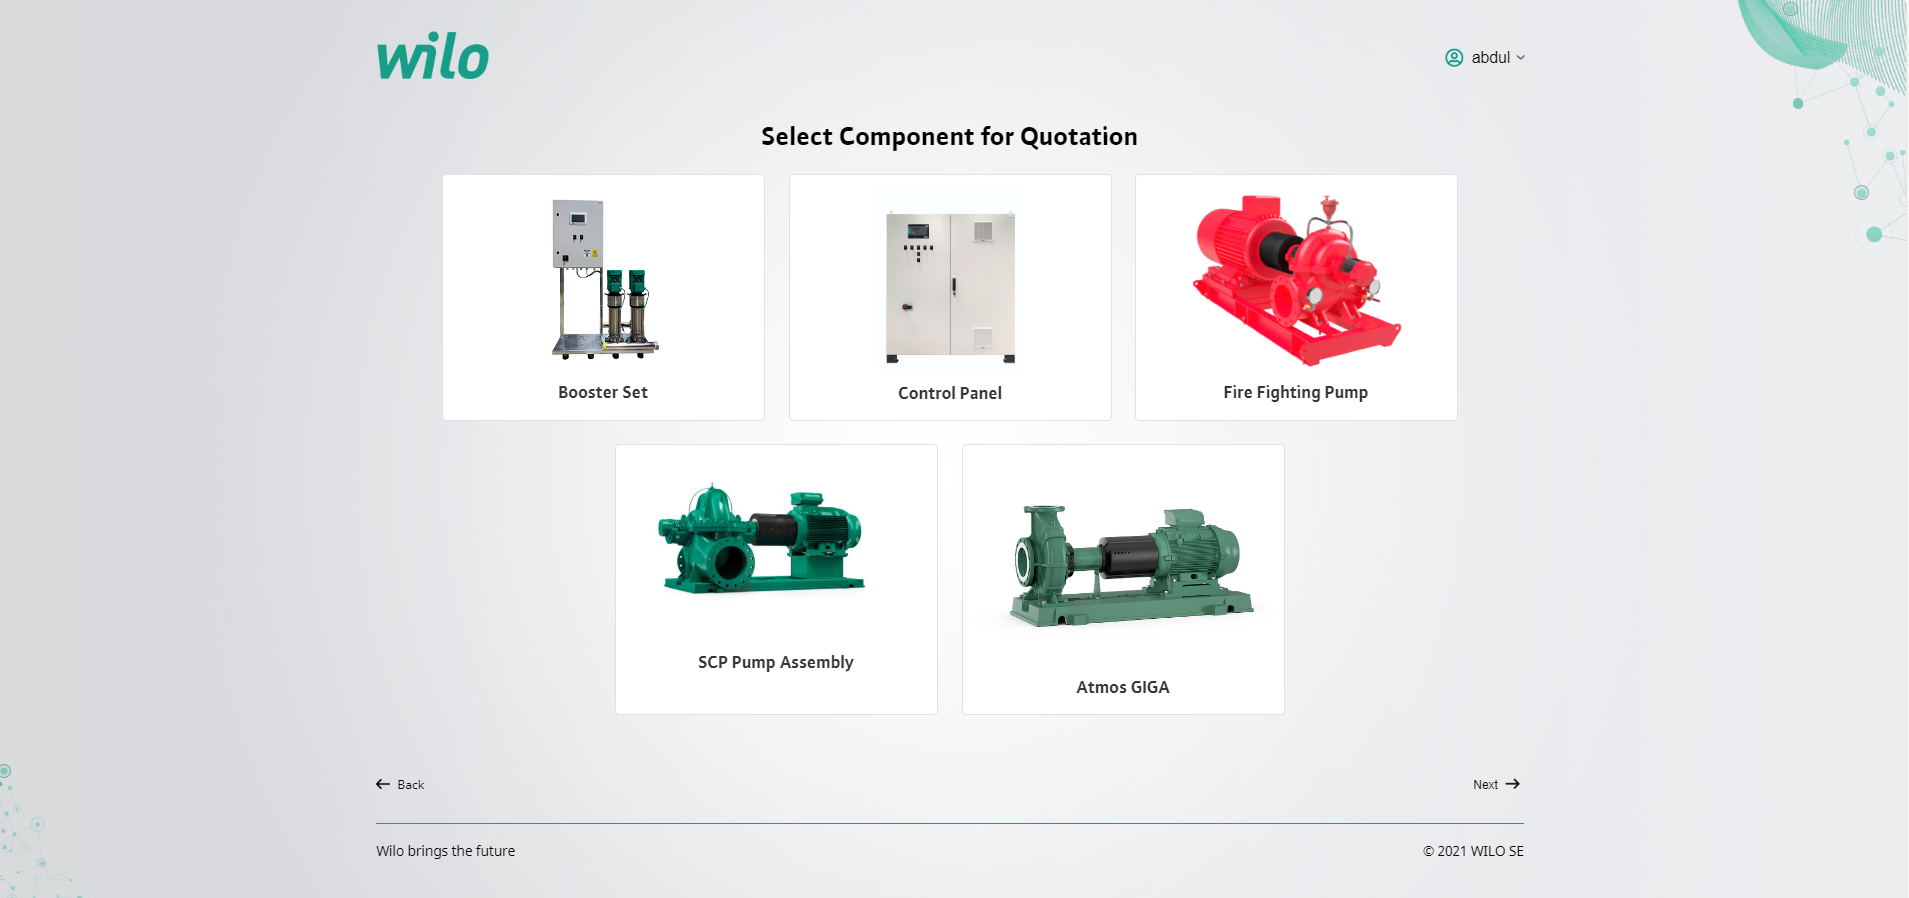 wilo
abdul
Select Component for Quotation
Booster Set
Control Panel
Fire Fighting Pump
SCP Pump Assembly
Atmos GIGA
Back
Next
Wilo brings the future
© 2021 WILO SE